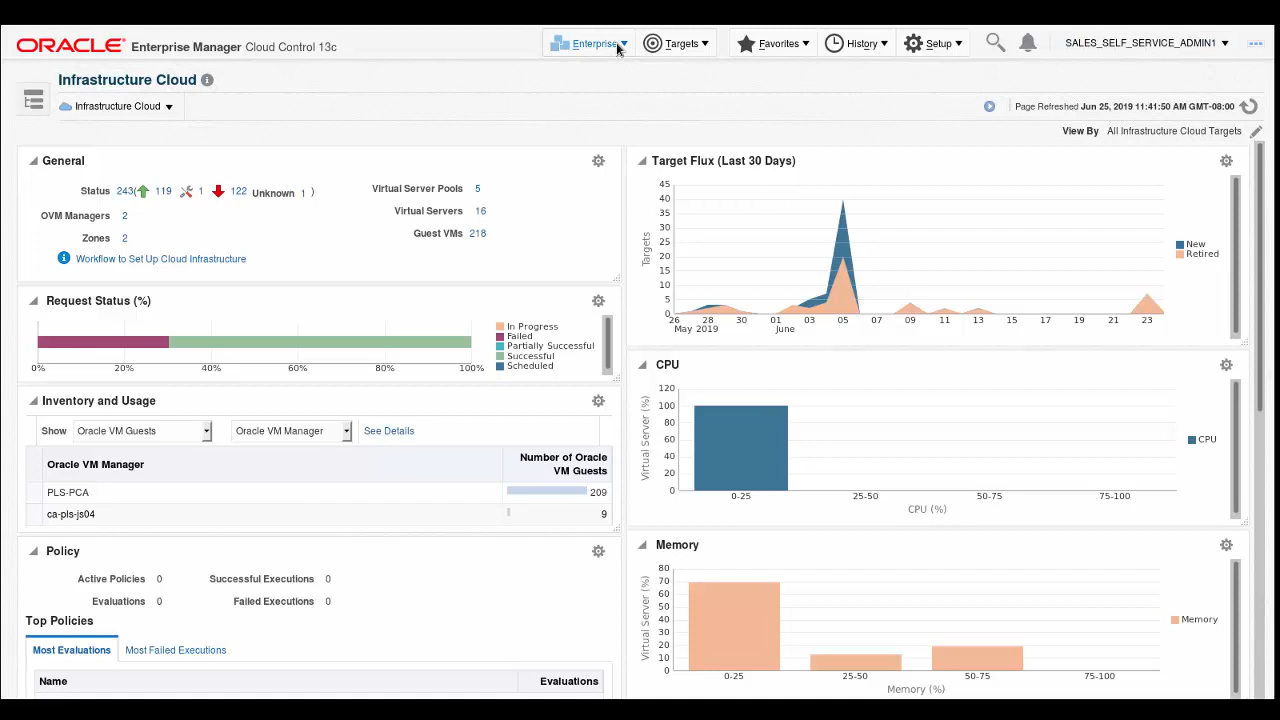 ORACLE Enterprise Manager Cloud Control 13c
Enterprise Targets Favorites History Setup SALES_SELF_SERVICE_ADMIN1
Infrastructure Cloud
Infrastructure Cloud
Page Refreshed Jun 25, 2019 11:41:50 AM GMT-08:00
View By All Infrastructure Cloud Targets
General
Status 243( 119 1 122 Unknown 1 )
OVM Managers 2
Zones 2
Workflow to Set Up Cloud Infrastructure
Virtual Server Pools 5
Virtual Servers 16
Guest VMs 218
Request Status (%)
0% 20% 40% 60% 80% 100%
In Progress
Failed
Partially Successful
Successful
Scheduled
Inventory and Usage
Show Oracle VM Guests Oracle VM Manager See Details
Oracle VM Manager Number of Oracle
VM Guests
PLS-PCA 209
ca-pls-js04 9
Policy
Active Policies 0 Successful Executions 0
Evaluations 0 Failed Executions 0
Top Policies
Most Evaluations Most Failed Executions
Name Evaluations
Target Flux (Last 30 Days)
Targets
45
40
35
30
25
20
15
10
5
0
26 28 30 01 03 05 07 09 11 13 15 17 19 21 23
May 2019 June
New
Retired
CPU
Virtual Server (%)
120
100
80
60
40
20
0
0-25 25-50 50-75 75-100
CPU (%)
CPU
Memory
Virtual Server (%)
80
70
60
50
40
30
20
10
0
0-25 25-50 50-75 75-100
Memory (%)
Memory